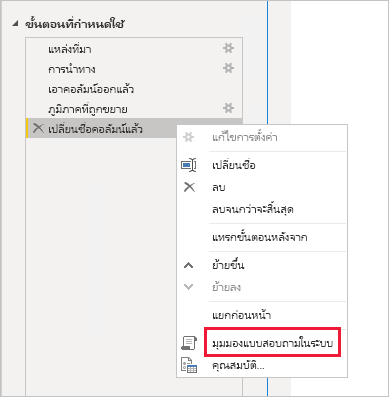 ขั้นตอนที่กำหนดใช้
แหล่งที่มา
การนำทาง
เอาคอลัมน์ออกแล้ว
ภูมิภาคที่ถูกขยาย
เปลี่ยนชื่อคอลัมน์แล้ว
แก้ไขการตั้งค่า
เปลี่ยนชื่อ
ลบ
ลบจนกว่าจะสิ้นสุด
แทรกขั้นตอนหลังจาก
ย้ายขึ้น
ย้ายลง
แยกก่อนหน้า
มุมมองแบบสอบถามในระบบ
คุณสมบัติ...